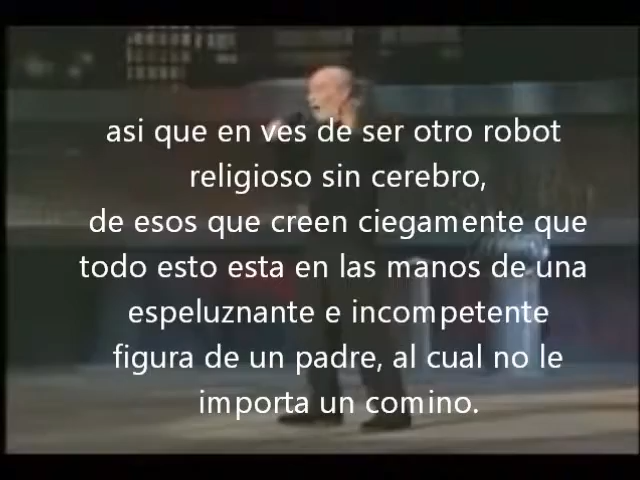 asi que en ves de ser otro robot
religioso sin cerebro,
de esos que creen ciegamente que
todo esto esta en las manos de una
espeluznante e incompetente
figura de un padre, al cual no le
importa un comino.